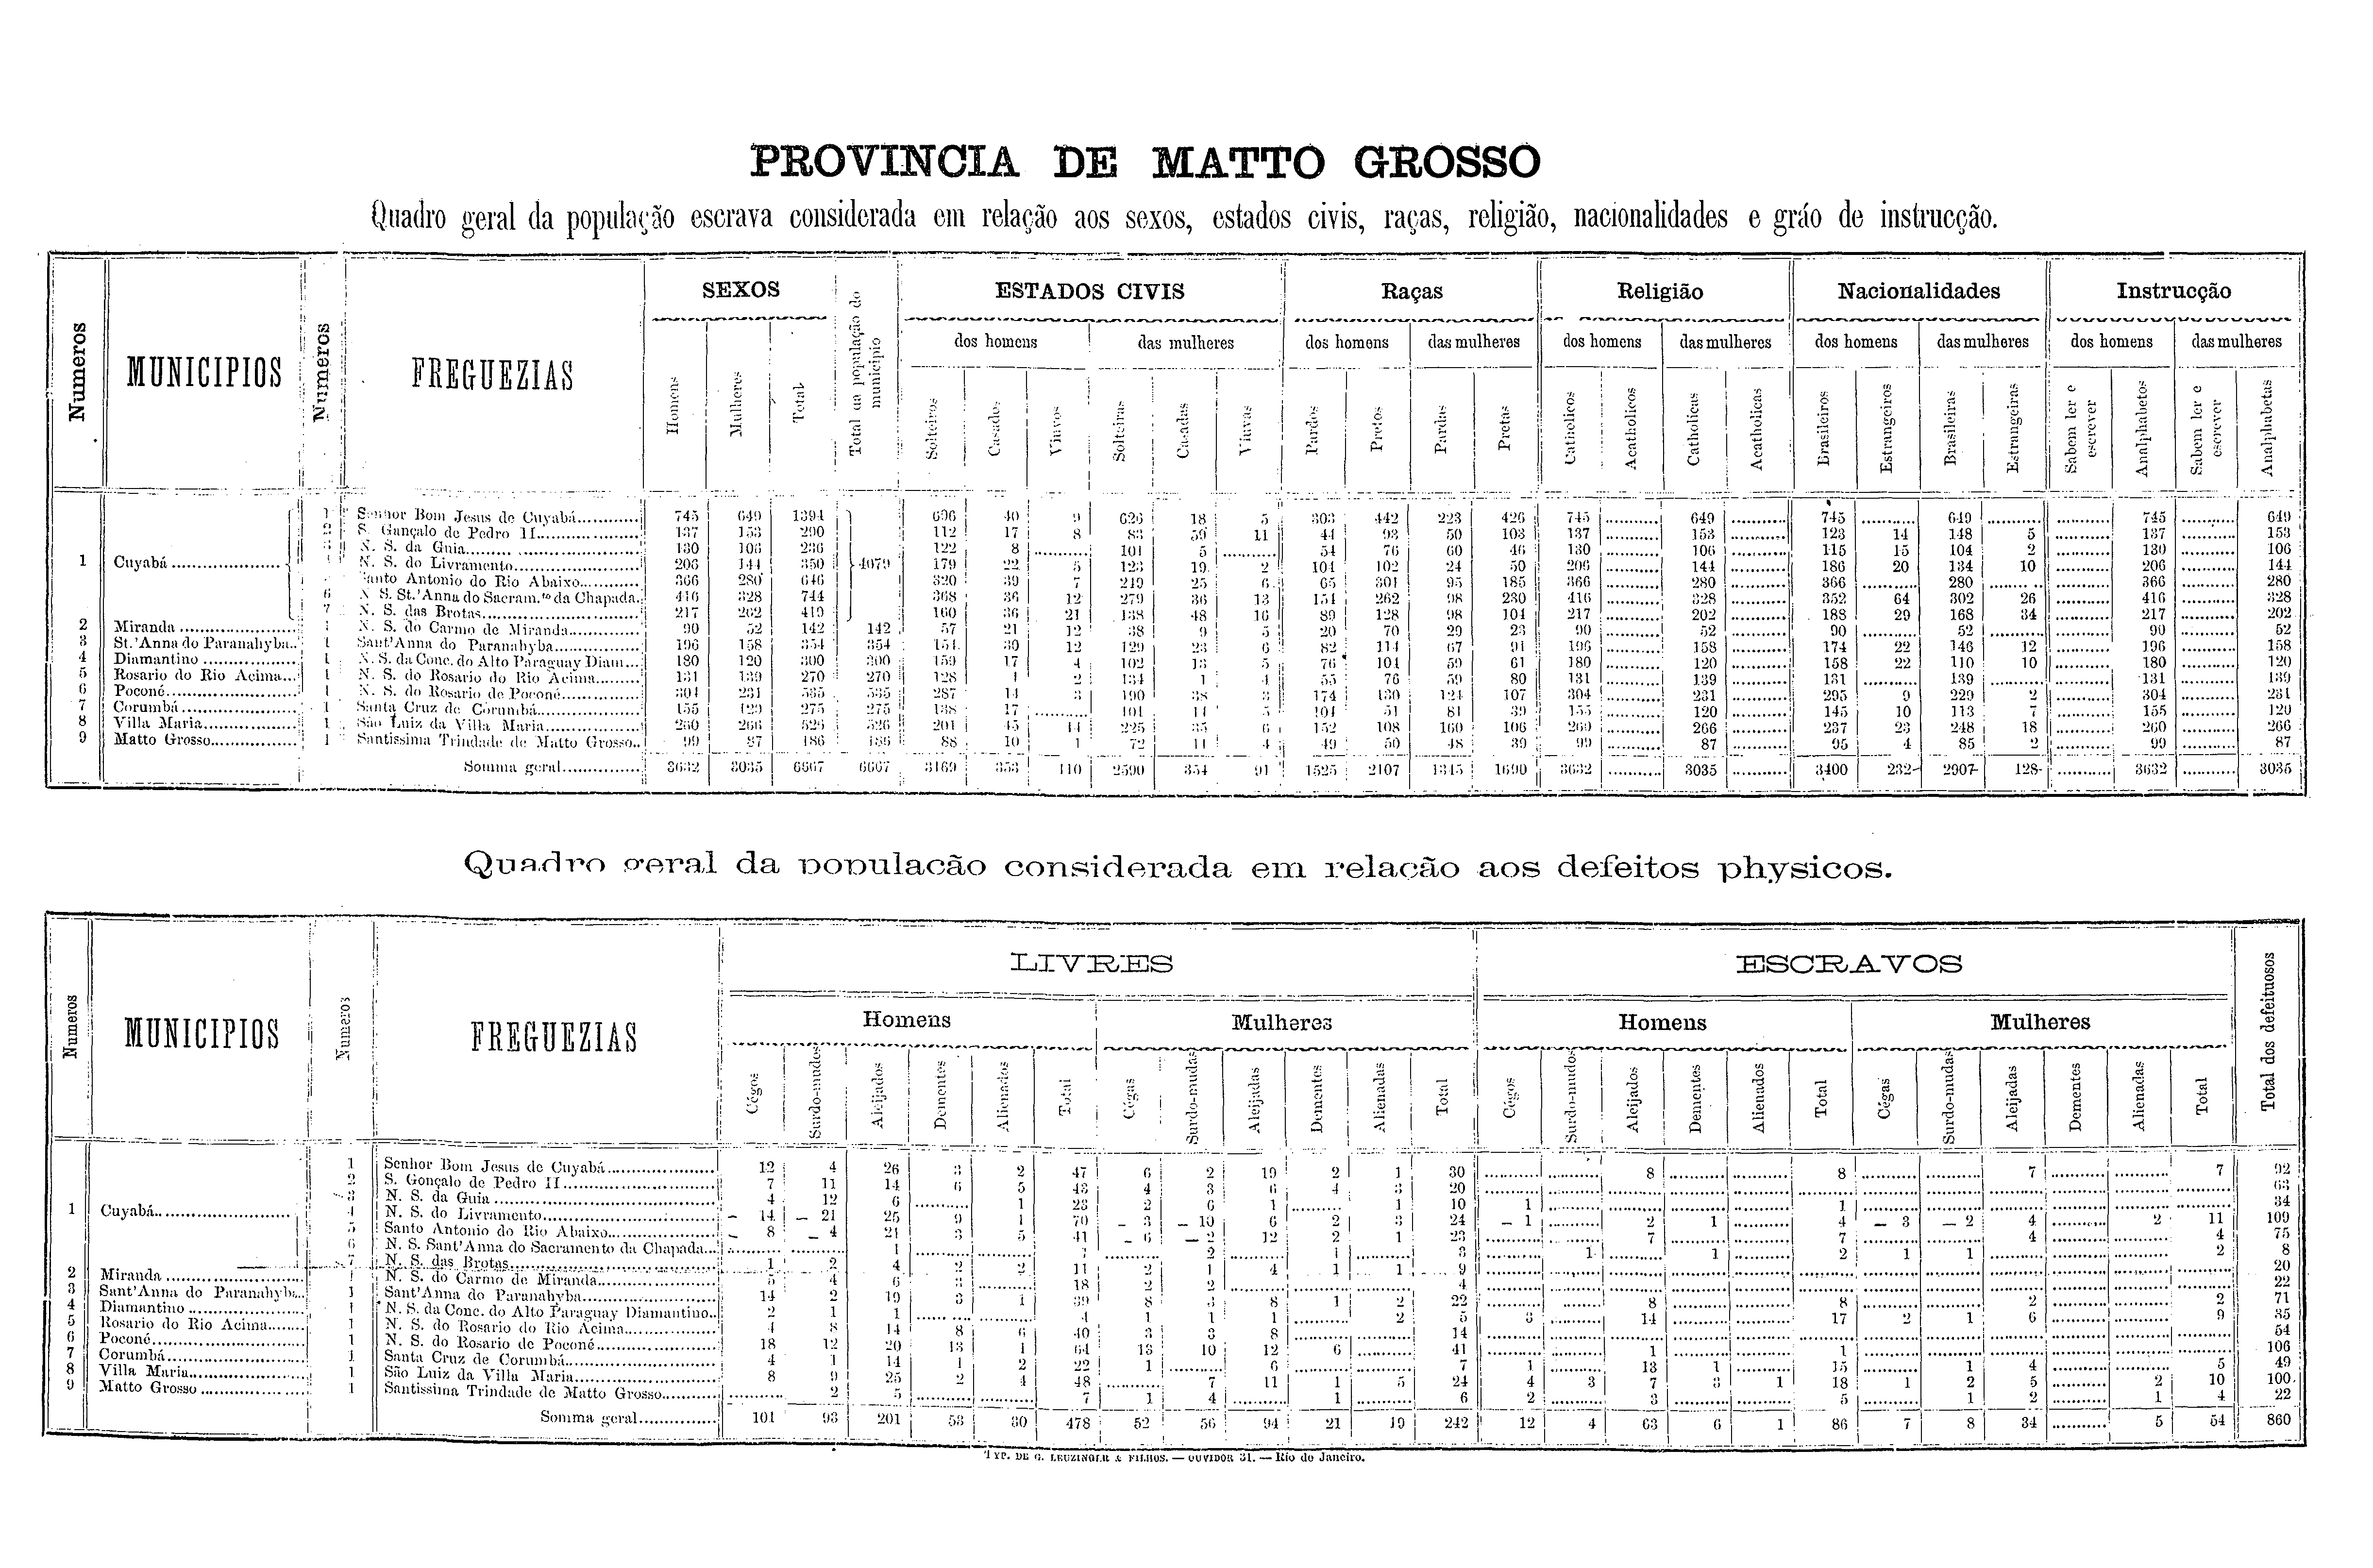 PROVINCIA DE MATTO GROSSO
Quadro geral da população escrava considerada em relação aos sexos, estados civis, raças, religião, nacionalidades e gráo de instrucção.
Numeros MUNICIPIOS Numeros FREGUEZIAS SEXOS Total da população do municipio ESTADOS CIVIS Raças Religião Nacionalidades Instrucção
dos homens das mulheres dos homens das mulheres dos homens das mulheres dos homens das mulheres dos homens das mulheres
Homens Mulheres Total Solteiros Casados Viuvos Solteiras Casadas Viuvas Pardos Pretos Pardas Pretas Catholicos Acatholicos Catholicas Acatholicas Brasileiros Estrangeiros Brasileiras Estrangeiras Sabem ler e escrever Analphabetos Sabem ler e escrever Analphabetas
1 Senhor Bom Jesus de Cuyabá 745 649 1394 696 40 9 626 18 5 303 442 223 426 745 649 745 649 745 649
2 S. Gançalo de Pedro II 137 153 290 112 17 8 83 59 11 44 93 50 103 137 153 123 14 148 5 137 153
N. S. da Guia 130 106 236 122 8 101 5 54 76 60 46 130 106 115 15 104 2 130 106
1 Cuyabá N. S. do Livramento 206 144 350 4079 179 22 5 123 19 2 104 102 24 50 206 144 186 20 134 10 206 144
Santo Antonio do Rio Abaixo 366 280 646 320 39 7 249 25 6 65 301 95 185 366 280 366 280 366 280
6 N S. St.'Anna do Sacram.to da Chapada. 416 328 744 368 36 12 279 36 13 154 262 98 230 416 328 352 64 302 26 416 328
7 N. S. das Brotas 217 202 419 160 36 21 138 48 16 89 128 98 104 217 202 188 29 168 34 217 202
2 Miranda 1 N. S. do Carmo de Miranda 90 52 142 142 57 21 12 38 9 5 20 70 29 23 90 52 90 52 90 52
3 St.'Anna do Paranahyba 1 Sant'Anna do Paranahyba 196 158 354 354 154 30 12 129 23 6 82 114 67 91 196 158 174 22 146 12 196 158
4 Diamantino 1 N. S. da Conc. do Alto Paraguay Diam 180 120 300 300 159 17 4 102 13 5 76 104 59 61 180 120 158 22 110 10 180 120
5 Rosario do Rio Acima 1 N. S. do Rosario do Rio Acima 131 139 270 270 128 1 2 134 1 4 55 76 59 80 131 139 131 139 131 139
6 Poconé 1 N. S. do Rosario de Poconé 304 231 535 535 287 14 3 190 38 3 174 130 124 107 304 231 295 9 229 2 304 231
7 Corumbá 1 Santa Cruz de Corumbá 155 120 275 275 138 17 101 14 5 104 51 81 39 155 120 145 10 113 7 155 120
8 Villa Maria 1 São Luiz da Villa Maria 260 266 526 526 201 45 14 225 35 6 152 108 160 106 260 266 237 23 248 18 260 266
9 Matto Grosso 1 Santissima Trindade de Matto Grosso 99 87 186 186 88 10 1 72 11 4 49 50 48 39 99 87 95 4 85 2 99 87
Somma geral 3632 3035 6667 6667 3169 353 110 2590 354 91 1525 2107 1345 1690 3632 3035 3400 232 2907 128 3632 3035
Quadro geral da população considerada em relação aos defeitos physicos.
Numeros MUNICIPIOS Numeros FREGUEZIAS LIVRES ESCRAVOS Total dos defeituosos
Homens Mulheres Homens Mulheres
Cégos Surdo-mudos Aleijados Dementes Alienados Total Cégas Surdo-mudas Aleijadas Dementes Alienadas Total Cégos Surdo-mudos Aleijados Dementes Alienados Total Cégas Surdo-mudas Aleijadas Dementes Alienadas Total
1 Senhor Bom Jesus de Cuyabá 12 4 26 3 2 47 6 2 19 2 1 30 8 8 7 7 92
2 S. Gonçalo de Pedro II 7 11 14 6 5 43 4 3 6 4 3 20 63
3 N. S. da Guia 4 12 6 1 23 2 6 1 1 10 1 1 34
1 Cuyabá 4 N. S. do Livramento 14 21 25 9 1 70 3 10 6 2 3 24 1 2 1 4 3 2 4 2 11 109
5 Santo Antonio do Rio Abaixo 8 4 21 3 5 41 6 2 12 2 1 23 7 7 4 4 75
6 N. S. Sant'Anna do Sacramento da Chapada 1 1 2 1 3 1 1 2 1 1 2 8
7 N. S. das Brotas 1 2 4 2 2 11 2 1 4 1 1 9 20
2 Miranda 1 N. S. do Carmo de Miranda 5 4 6 3 18 2 2 4 22
3 Sant'Anna do Paranahyba 1 Sant'Anna do Paranahyba 14 2 19 3 1 39 8 3 8 1 2 22 8 8 2 2 71
4 Diamantino 1 N. S. da Conc. do Alto Paraguay Diamantino 2 1 1 4 1 1 1 2 5 3 14 17 2 1 6 9 35
5 Rosario do Rio Acima 1 N. S. do Rosario do Rio Acima 4 8 14 8 6 40 3 3 8 14 54
6 Poconé 1 N. S. do Rosario de Poconé 18 12 20 13 1 64 13 10 12 6 41 1 1 106
7 Corumbá 1 Santa Cruz de Corumbá 4 1 14 1 2 22 1 6 7 1 13 1 15 1 4 5 49
8 Villa Maria 1 São Luiz da Villa Maria 8 9 25 2 4 48 7 11 1 5 24 4 3 7 3 1 18 1 2 5 2 10 100
9 Matto Grosso 1 Santissima Trindade de Matto Grosso 2 5 7 1 4 1 6 2 3 5 1 2 1 4 22
Somma geral 101 93 201 53 30 478 52 56 94 21 19 242 12 4 63 6 1 86 7 8 34 5 54 860
TYP. DE G. LEUZINGER & FILHOS. — OUVIDOR 31. — Rio de Janeiro.